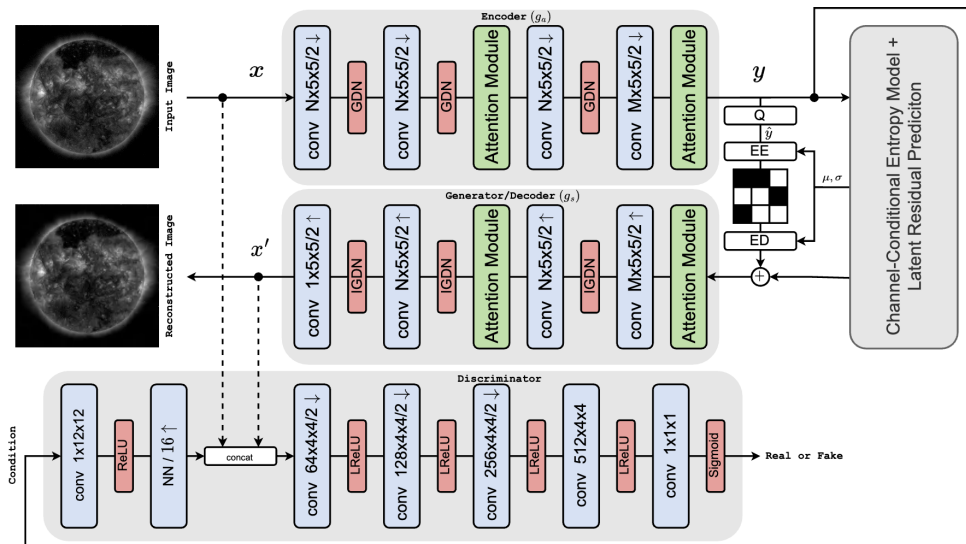 Encoder (g_a)
Input Image
x
conv Nx5x5/2 ↓
GDN
conv Nx5x5/2 ↓
GDN
Attention Module
conv Nx5x5/2 ↓
GDN
conv Mx5x5/2 ↓
Attention Module
y
Q
ŷ
EE
μ, σ
ED
+
Channel-Conditional Entropy Model +
Latent Residual Prediciton
Generator/Decoder (g_s)
Reconstructed Image
x′
conv 1x5x5/2 ↑
IGDN
conv Nx5x5/2 ↑
IGDN
Attention Module
conv Nx5x5/2 ↑
IGDN
conv Mx5x5/2 ↑
Attention Module
Discriminator
Condition
conv 1x12x12
ReLU
NN / 16 ↑
concat
conv 64x4x4/2 ↓
LReLU
conv 128x4x4/2 ↓
LReLU
conv 256x4x4/2 ↓
LReLU
conv 512x4x4
LReLU
conv 1x1x1
Sigmoid
Real or Fake